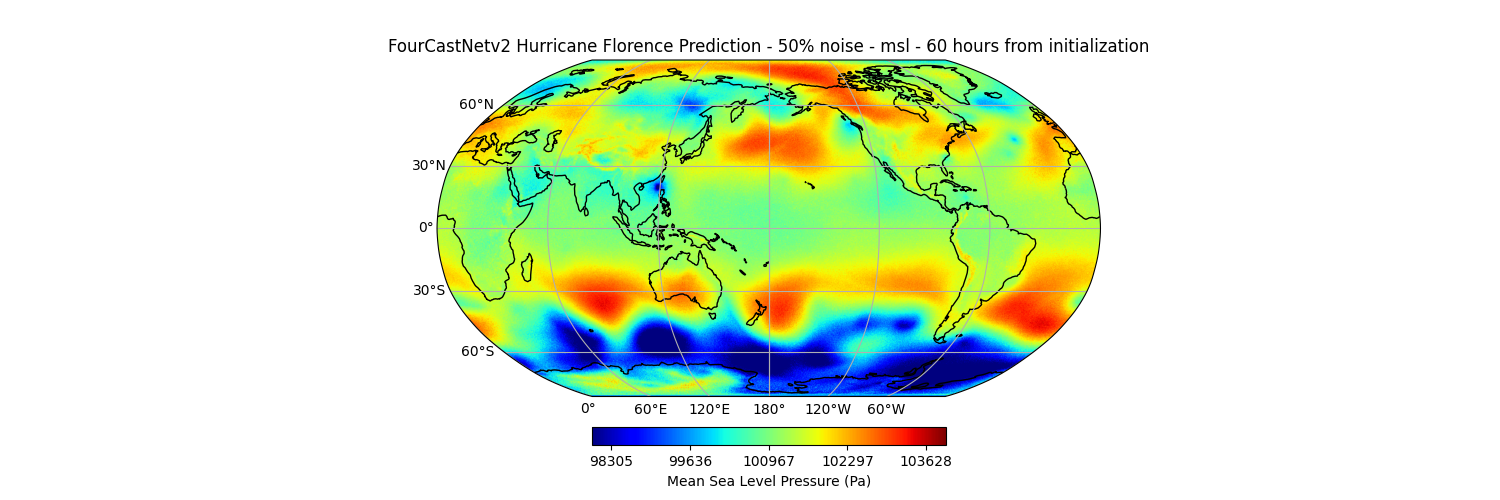 FourCastNetv2 Hurricane Florence Prediction - 50% noise - msl - 60 hours from initialization
60°N
30°N
0°
30°S
60°S
0° 60°E 120°E 180° 120°W 60°W
98305 99636 100967 102297 103628
Mean Sea Level Pressure (Pa)